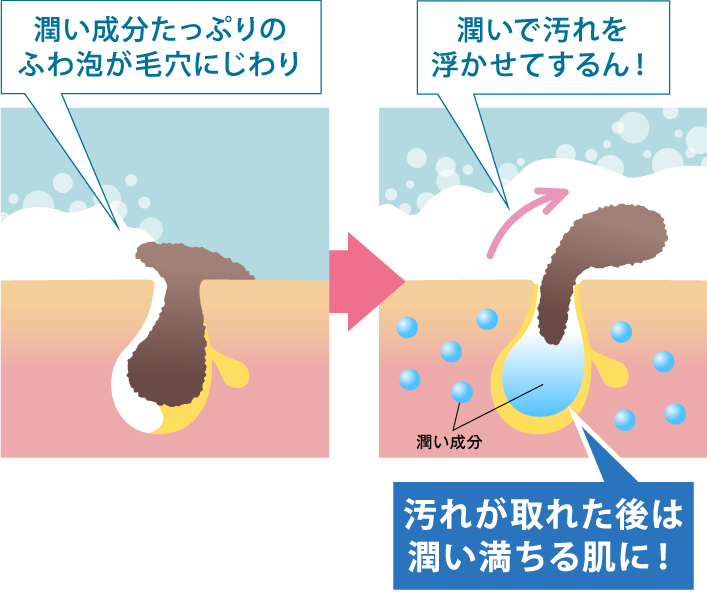 潤い成分たっぷりの
ふわ泡が毛穴にじわり
潤いで汚れを
浮かせてするん！
潤い成分
汚れが取れた後は
潤い満ちる肌に！